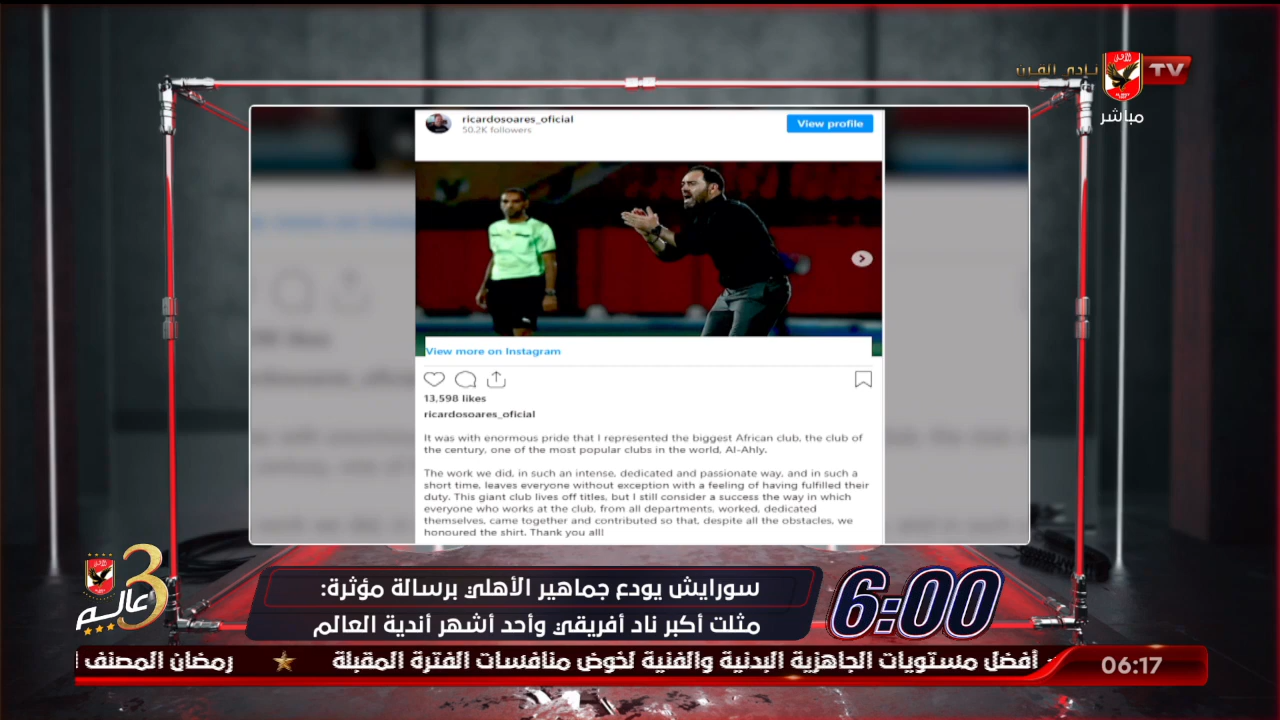 نادي القرن
TV
مباشر
ricardosoares_oficial
50.2K followers
View profile
View more on Instagram
13,598 likes
ricardosoares_oficial
It was with enormous pride that I represented the biggest African club, the club of
the century, one of the most popular clubs in the world, Al-Ahly.
The work we did, in such an intense, dedicated and passionate way, and in such a
short time, leaves everyone without exception with a feeling of having fulfilled their
duty. This giant club lives off titles, but I still consider a success the way in which
everyone who works at the club, from all departments, worked, dedicated
themselves, came together and contributed so that, despite all the obstacles, we
honoured the shirt. Thank you all!
3
عالم
سورايش يودع جماهير الأهلي برسالة مؤثرة:
مثلت أكبر ناد أفريقي وأحد أشهر أندية العالم
6:00
أفضل مستويات الجاهزية البدنية والفنية لخوض منافسات الفترة المقبلة ★ رمضان المصنف
06:17